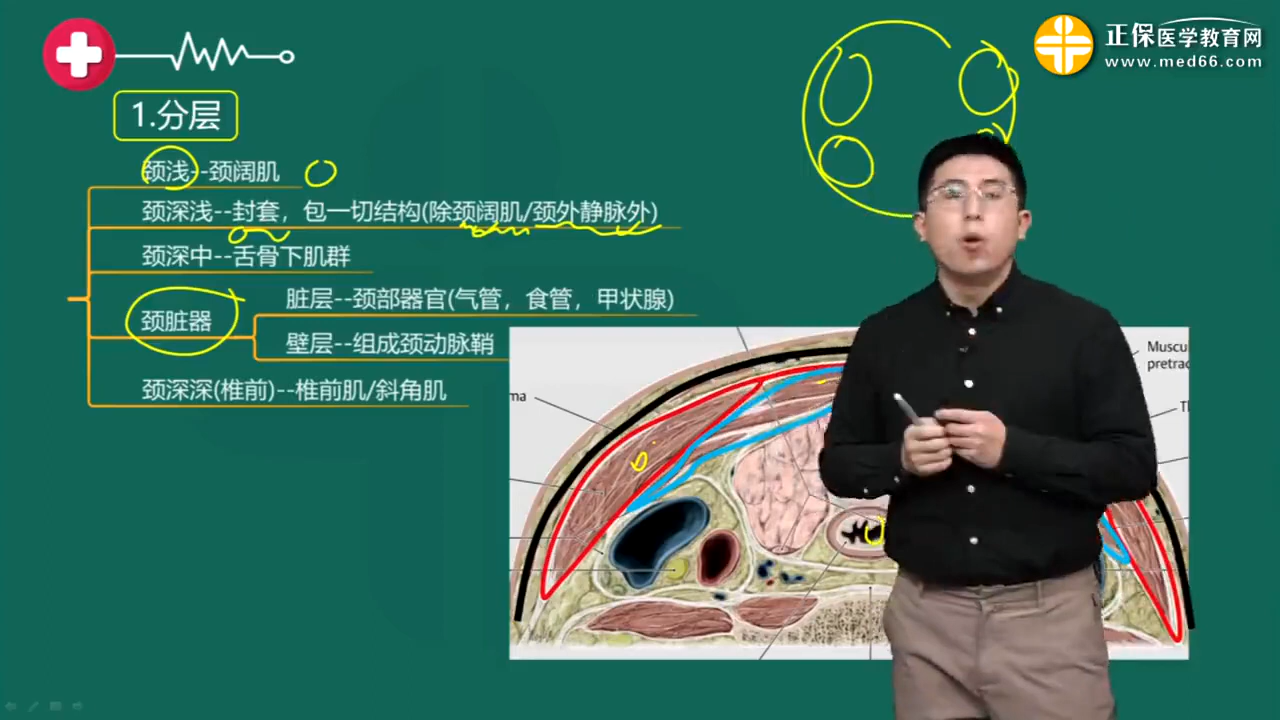 正保医学教育网
www.med66.com
1.分层
颈浅--颈阔肌
颈深浅--封套，包一切结构(除颈阔肌/颈外静脉外)
颈深中--舌骨下肌群
颈脏器
脏层--颈部器官(气管，食管，甲状腺)
壁层--组成颈动脉鞘
颈深深(椎前)--椎前肌/斜角肌